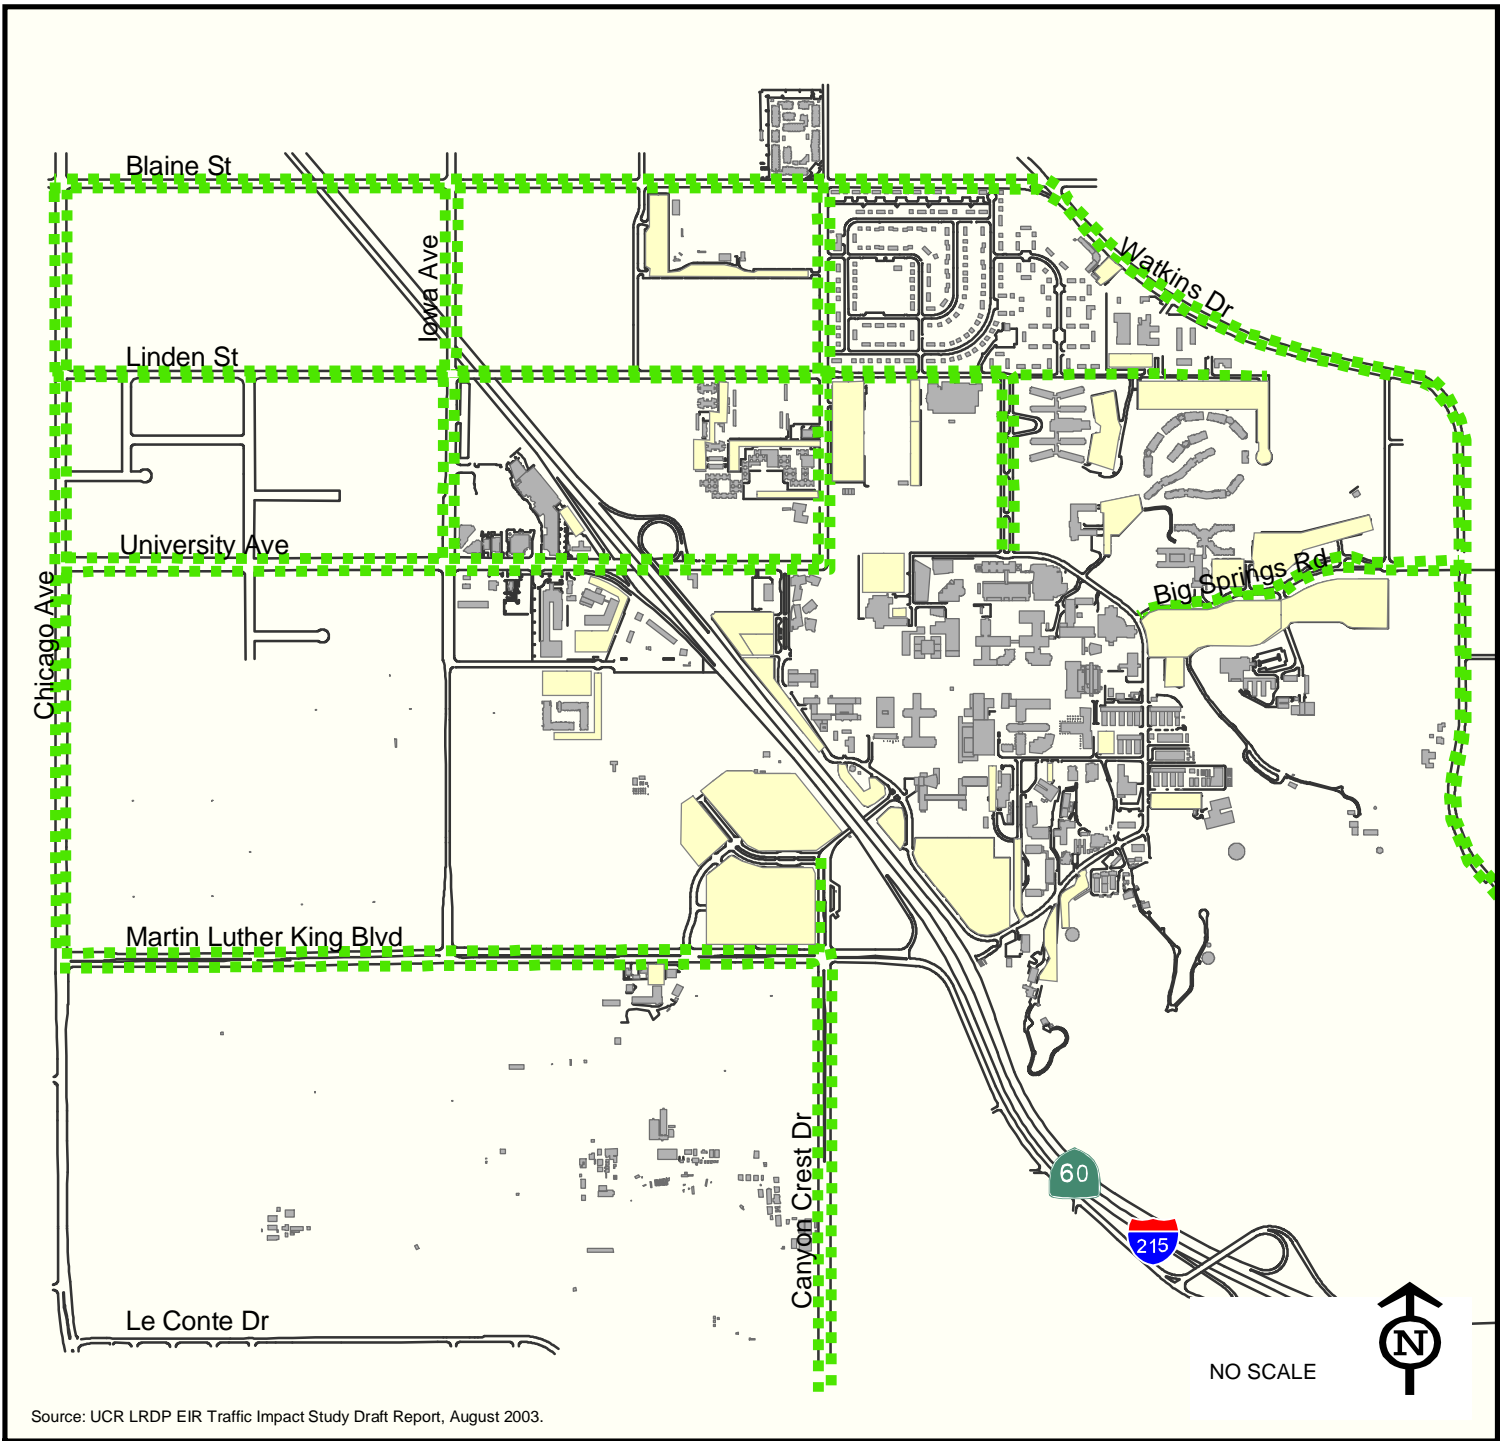 Blaine St
Iowa Ave
Watkins Dr
Linden St
University Ave
Big Springs Rd
Chicago Ave
Martin Luther King Blvd
Canyon Crest Dr
60
215
Le Conte Dr
N
NO SCALE
Source: UCR LRDP EIR Traffic Impact Study Draft Report, August 2003.